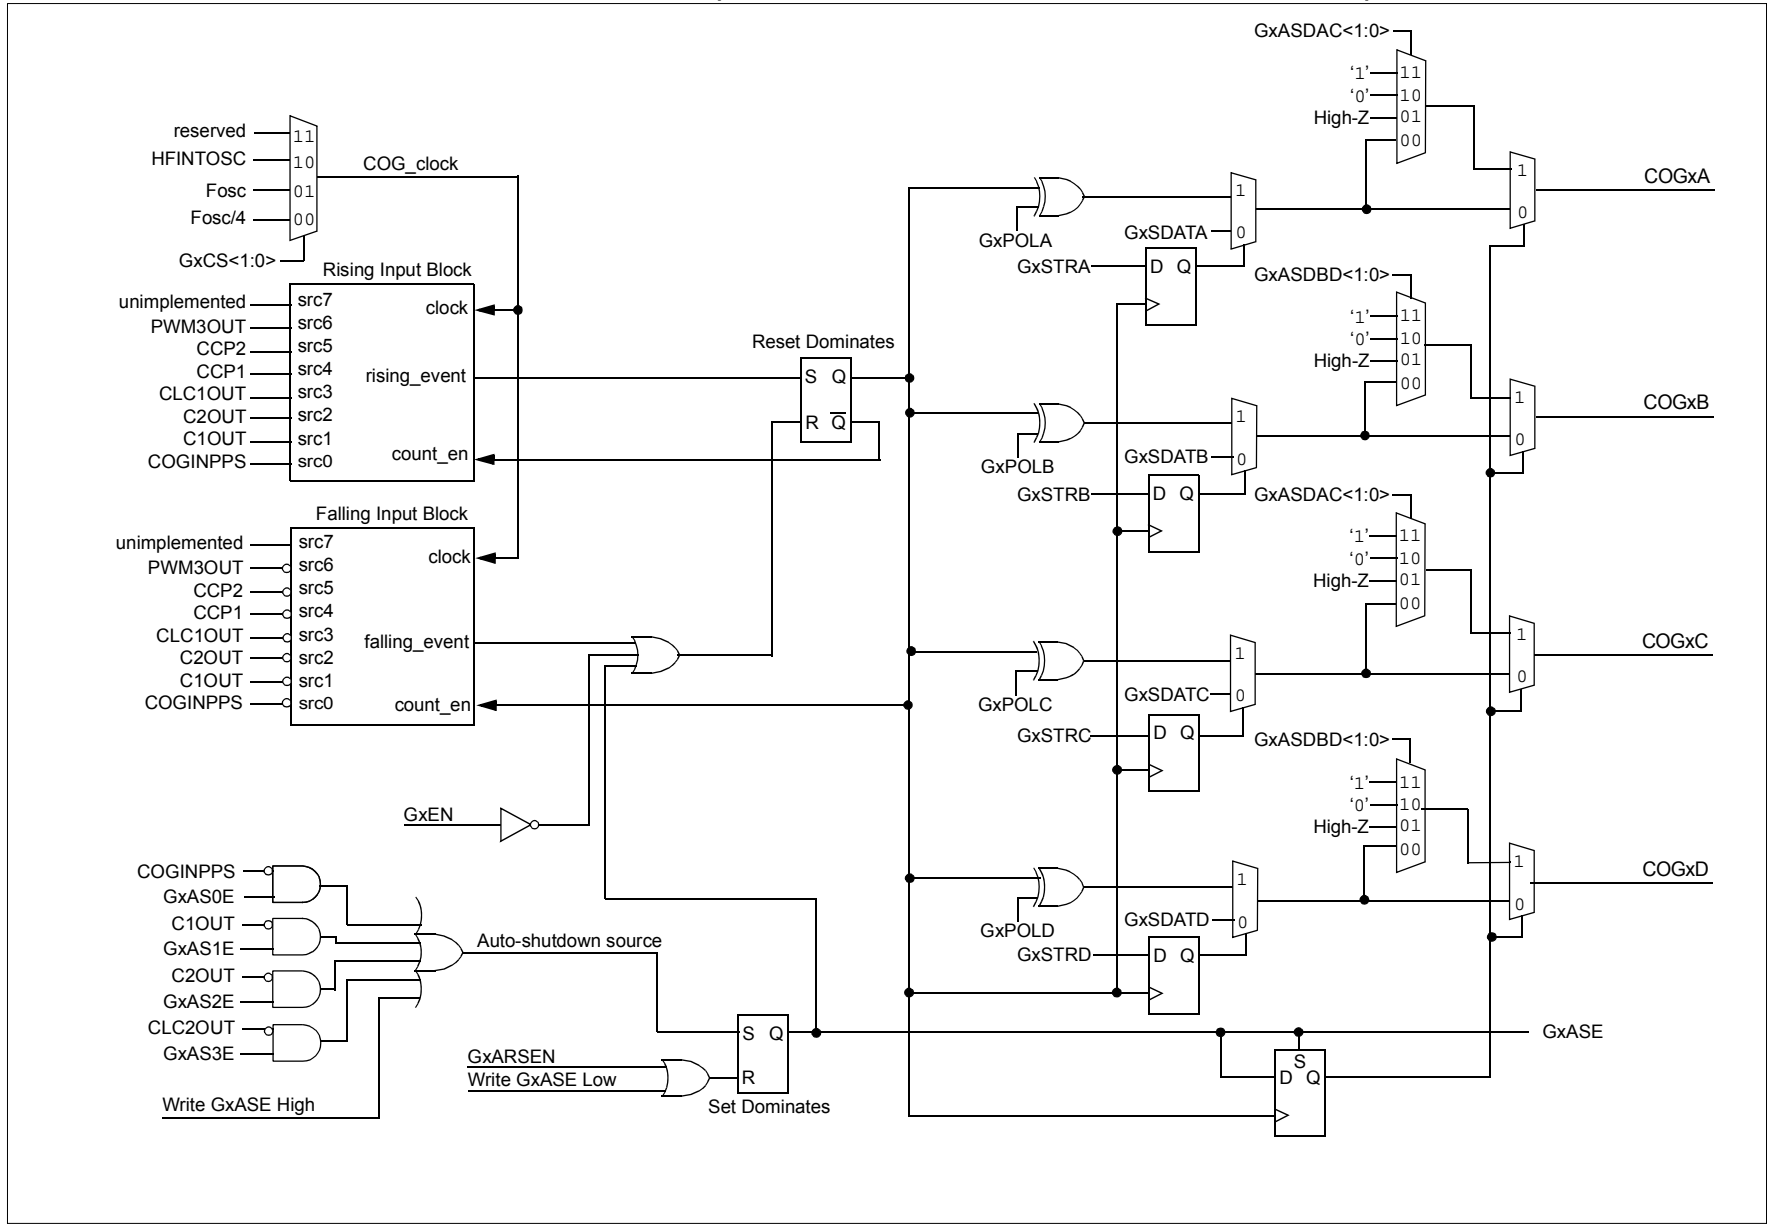 reserved
HFINTOSC
Fosc
Fosc/4
11
10
01
00
COG_clock
GxCS<1:0>
Rising Input Block
unimplemented
PWM3OUT
CCP2
CCP1
CLC1OUT
C2OUT
C1OUT
COGINPPS
src7
src6
src5
src4
src3
src2
src1
src0
clock
rising_event
count_en
Falling Input Block
unimplemented
PWM3OUT
CCP2
CCP1
CLC1OUT
C2OUT
C1OUT
COGINPPS
src7
src6
src5
src4
src3
src2
src1
src0
clock
falling_event
count_en
Reset Dominates
S Q
R Q
GxEN
COGINPPS
GxAS0E
C1OUT
GxAS1E
C2OUT
GxAS2E
CLC2OUT
GxAS3E
Write GxASE High
Auto-shutdown source
GxARSEN
Write GxASE Low
S Q
R
Set Dominates
GxASDAC<1:0>
‘1’ 11
‘0’ 10
High-Z 01
00
GxPOLA
GxSDATA
1
0
GxSTRA
D Q
1
0
COGxA
GxASDBD<1:0>
‘1’ 11
‘0’ 10
High-Z 01
00
GxPOLB
GxSDATB
1
0
GxSTRB
D Q
1
0
COGxB
GxASDAC<1:0>
‘1’ 11
‘0’ 10
High-Z 01
00
GxPOLC
GxSDATC
1
0
GxSTRC
D Q
1
0
COGxC
GxASDBD<1:0>
‘1’ 11
‘0’ 10
High-Z 01
00
GxPOLD
GxSDATD
1
0
GxSTRD
D Q
1
0
COGxD
GxASE
S
D Q